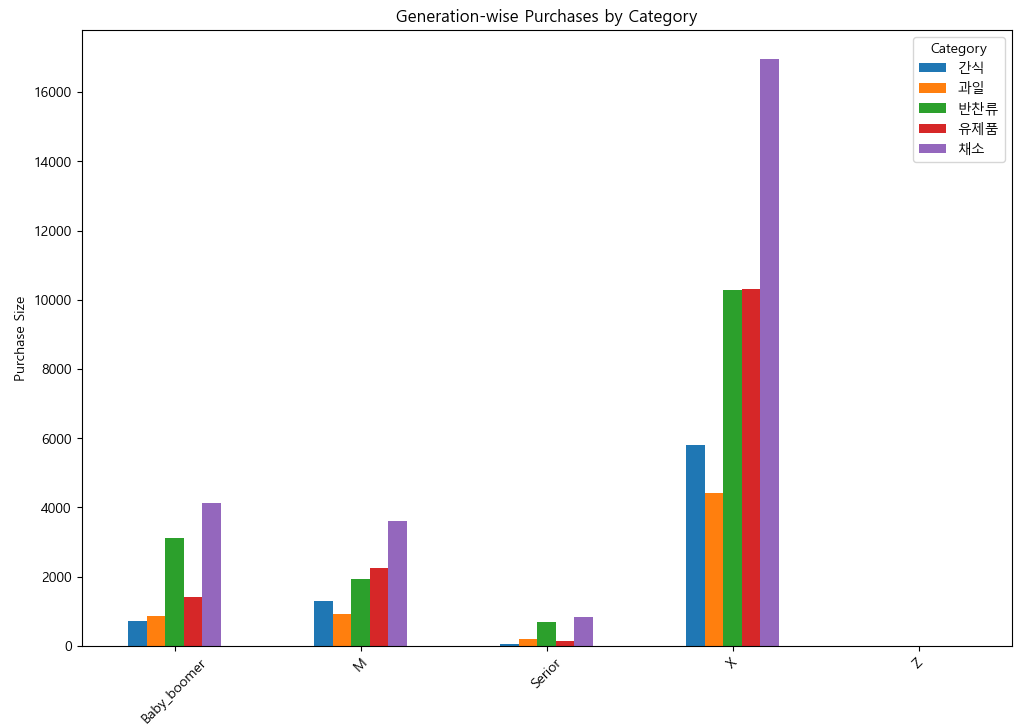 Generation-wise Purchases by Category
Category
간식
과일
반찬류
유제품
채소
Purchase Size
16000
14000
12000
10000
8000
6000
4000
2000
0
Baby_boomer
M
Serior
X
Z